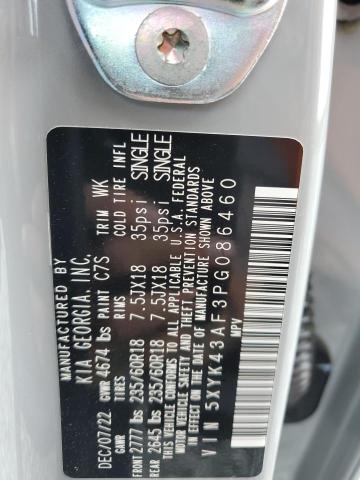 MANUFACTURED BY
KIA GEORGIA, INC.
DEC/07/22 GVWR 4674 lbs PAINT C7S TRIM WK
GAWR TIRES RIMS COLD TIRE INFL
FRONT 2777 lbs 235/60R18 7.5JX18 35psi SINGLE
REAR 2645 lbs 235/60R18 7.5JX18 35psi SINGLE
THIS VEHICLE CONFORMS TO ALL APPLICABLE U.S.A. FEDERAL
MOTOR VEHICLE SAFETY AND THEFT PREVENTION STANDARDS
IN EFFECT ON THE DATE OF MANUFACTURE SHOWN ABOVE
VIN 5XYK43AF3PG086460
MPV